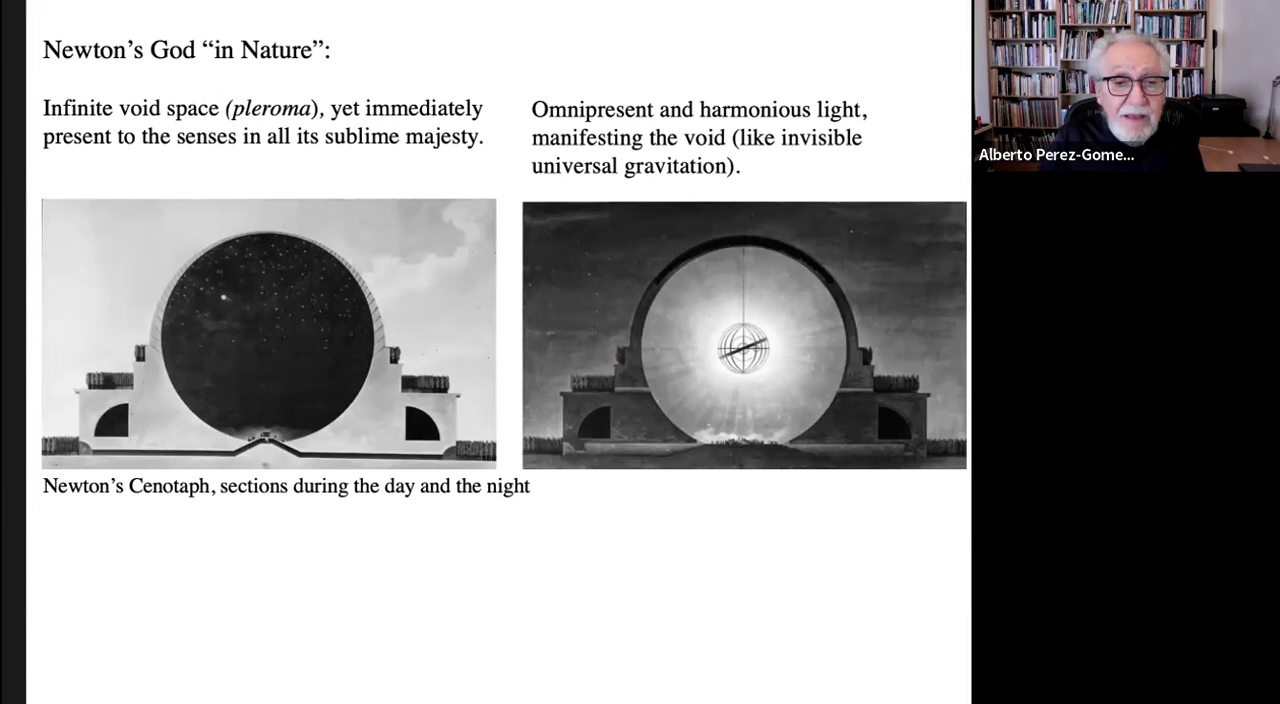 Newton’s God “in Nature”:
Infinite void space (pleroma), yet immediately
present to the senses in all its sublime majesty.
Omnipresent and harmonious light,
manifesting the void (like invisible
universal gravitation).
Newton’s Cenotaph, sections during the day and the night
Alberto Perez-Gome...